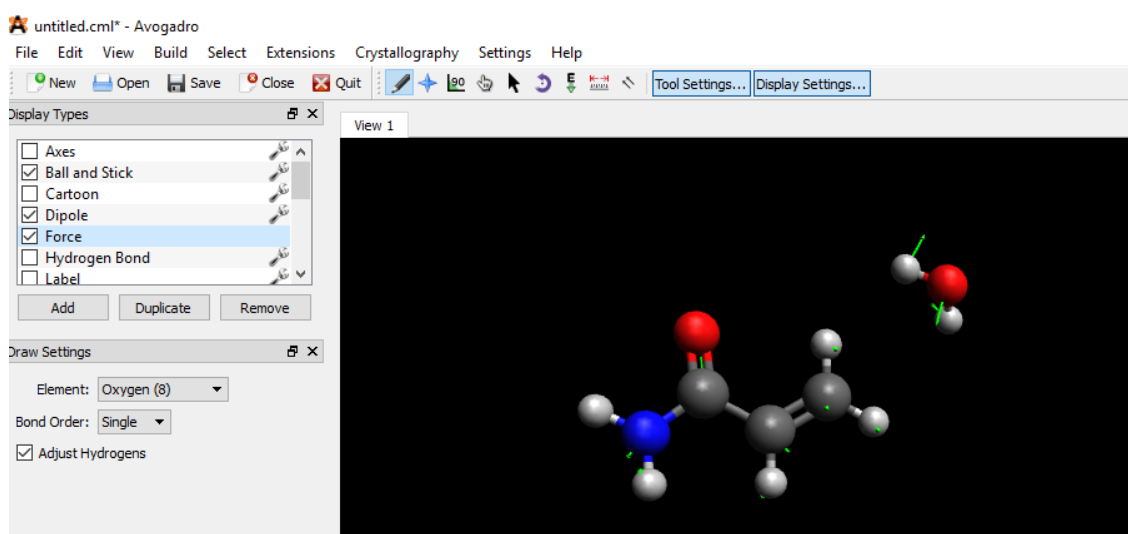 untitled.cml* - Avogadro
File Edit View Build Select Extensions Crystallography Settings Help
New Open Save Close Quit 90 E Tool Settings... Display Settings...
Display Types
View 1
Axes
Ball and Stick
Cartoon
Dipole
Force
Hydrogen Bond
Label
Add Duplicate Remove
Draw Settings
Element: Oxygen (8)
Bond Order: Single
Adjust Hydrogens